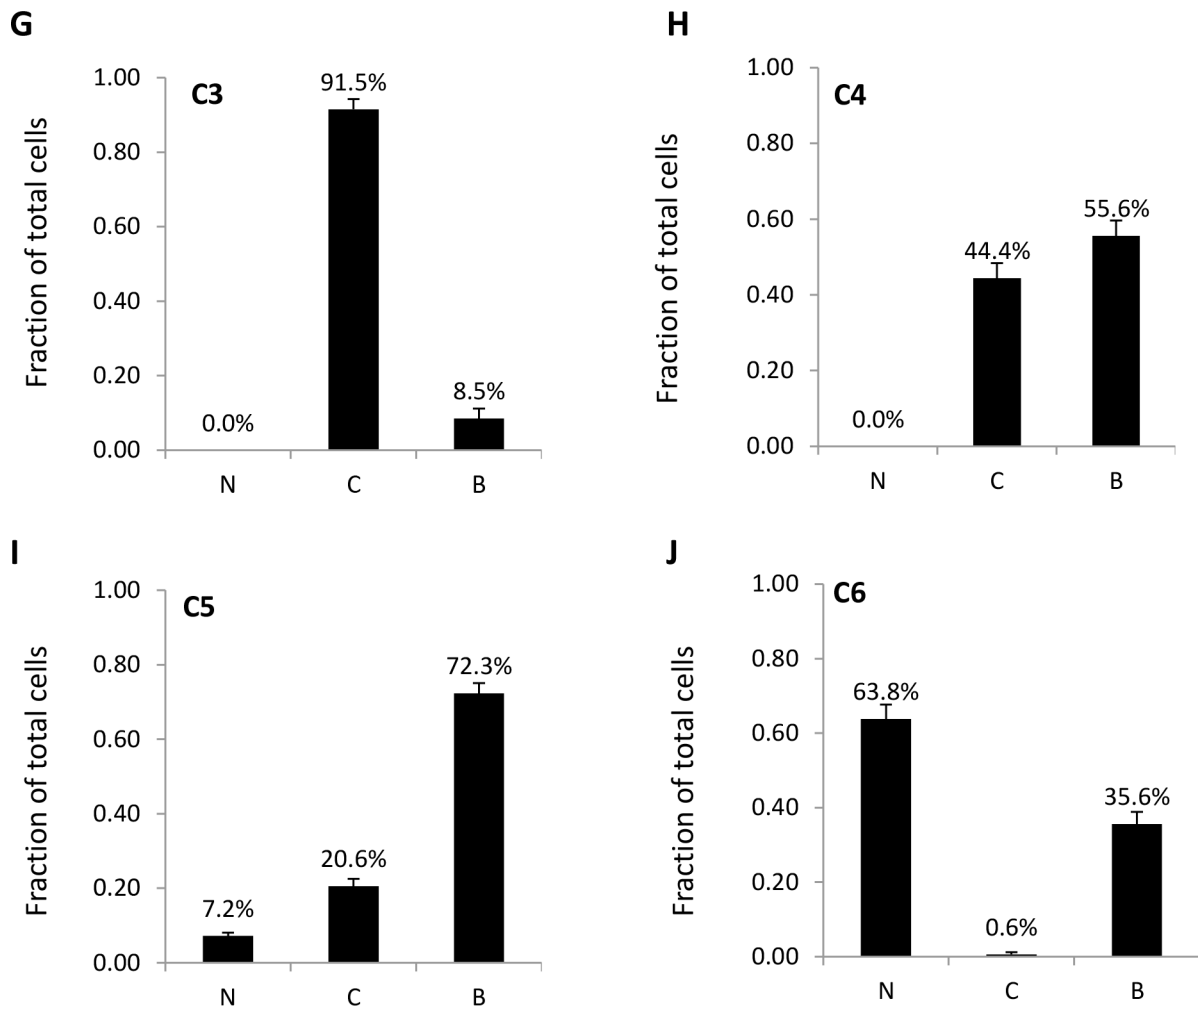 G
C3
Fraction of total cells
1.00
0.80
0.60
0.40
0.20
0.00
0.0%
91.5%
8.5%
N C B
H
C4
Fraction of total cells
1.00
0.80
0.60
0.40
0.20
0.00
0.0%
44.4%
55.6%
N C B
I
C5
Fraction of total cells
1.00
0.80
0.60
0.40
0.20
0.00
7.2%
20.6%
72.3%
N C B
J
C6
Fraction of total cells
1.00
0.80
0.60
0.40
0.20
0.00
63.8%
0.6%
35.6%
N C B